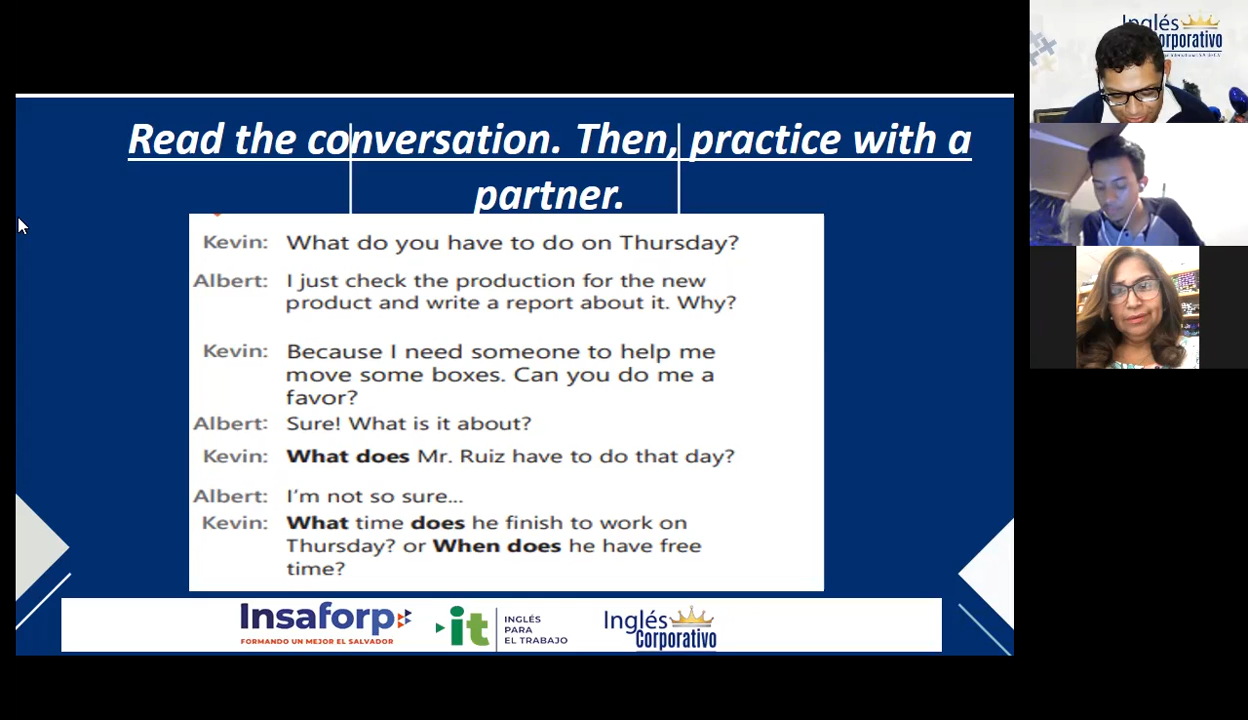 Read the conversation. Then, practice with a
partner.
Kevin: What do you have to do on Thursday?
Albert: I just check the production for the new
product and write a report about it. Why?
Kevin: Because I need someone to help me
move some boxes. Can you do me a
favor?
Albert: Sure! What is it about?
Kevin: What does Mr. Ruiz have to do that day?
Albert: I'm not so sure...
Kevin: What time does he finish to work on
Thursday? or When does he have free
time?
Insaforp
FORMANDO UN MEJOR EL SALVADOR
it
INGLÉS
PARA
EL TRABAJO
Inglés
Corporativo
Inglés
orporativo